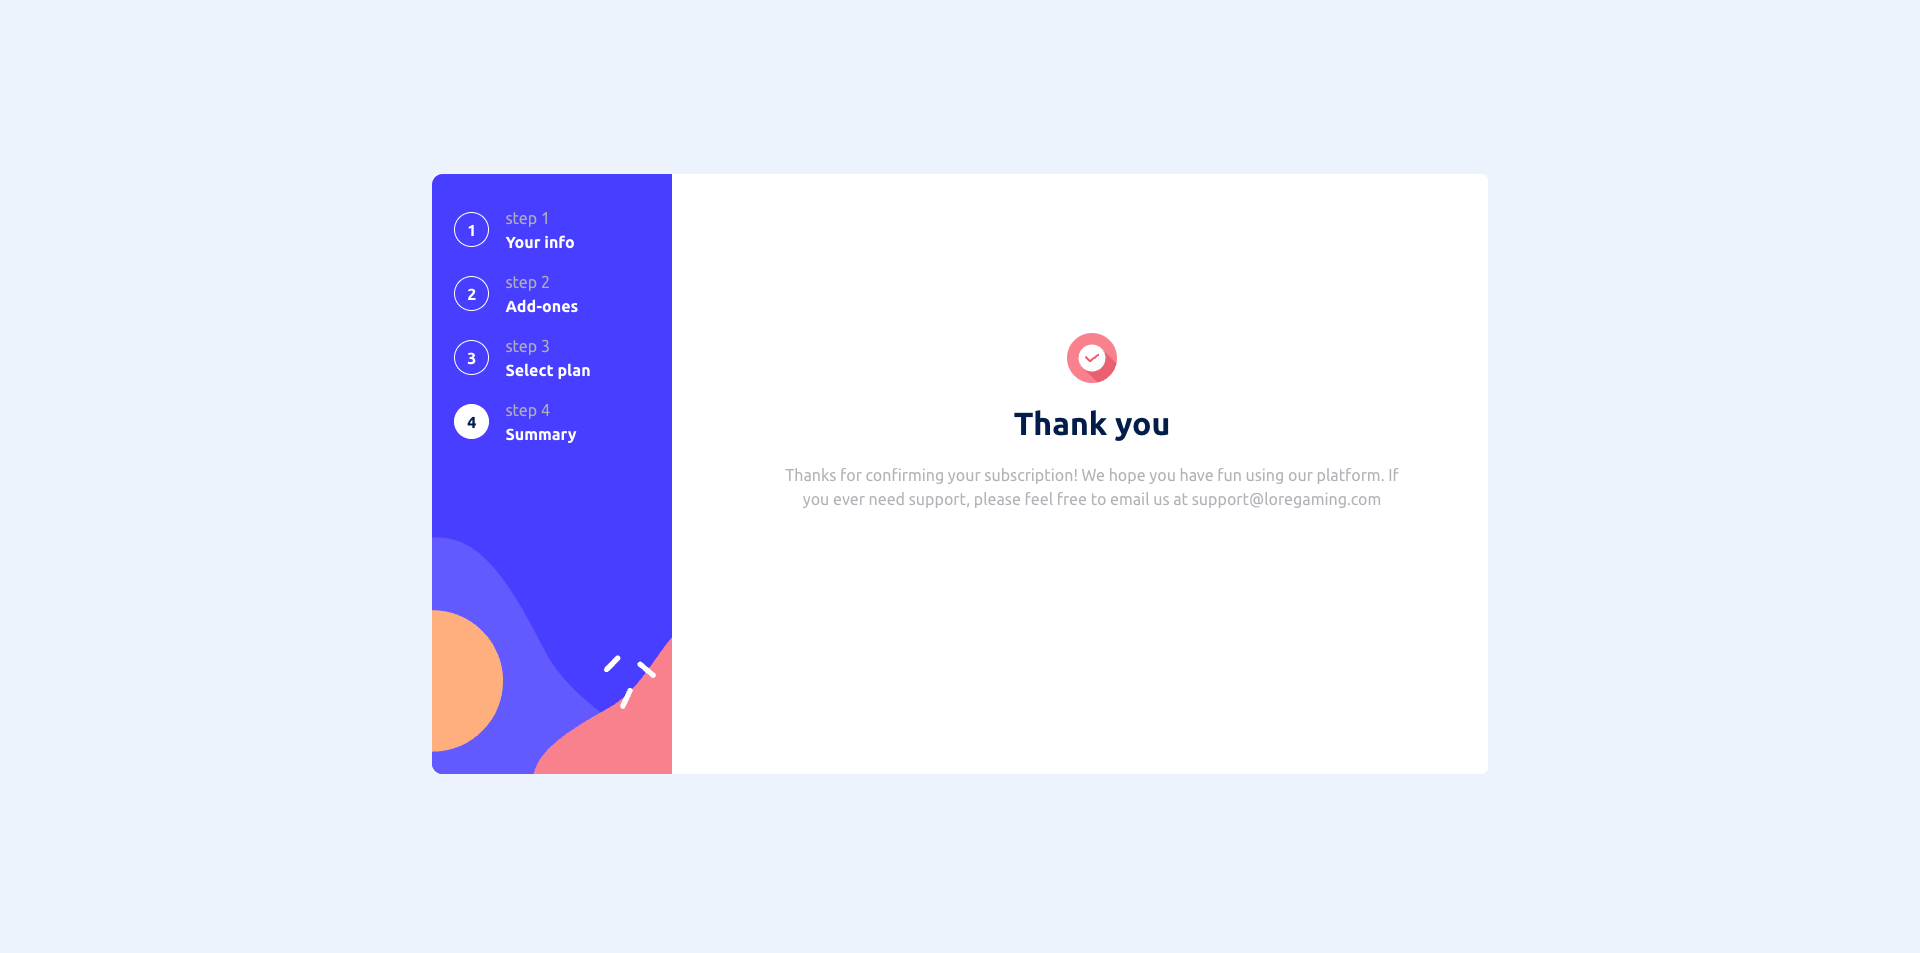 1
step 1
Your info
2
step 2
Add-ones
3
step 3
Select plan
4
step 4
Summary
Thank you
Thanks for confirming your subscription! We hope you have fun using our platform. If
you ever need support, please feel free to email us at support@loregaming.com